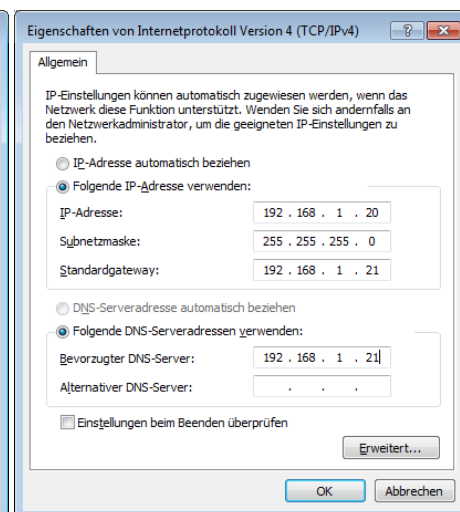 Eigenschaften von Internetprotokoll Version 4 (TCP/IPv4)
Allgemein
IP-Einstellungen können automatisch zugewiesen werden, wenn das
Netzwerk diese Funktion unterstützt. Wenden Sie sich andernfalls an
den Netzwerkadministrator, um die geeigneten IP-Einstellungen zu
beziehen.
IP-Adresse automatisch beziehen
Folgende IP-Adresse verwenden:
IP-Adresse: 192 . 168 . 1 . 20
Subnetzmaske: 255 . 255 . 255 . 0
Standardgateway: 192 . 168 . 1 . 21
DNS-Serveradresse automatisch beziehen
Folgende DNS-Serveradressen verwenden:
Bevorzugter DNS-Server: 192 . 168 . 1 . 21
Alternativer DNS-Server: . . .
Einstellungen beim Beenden überprüfen
Erweitert...
OK Abbrechen